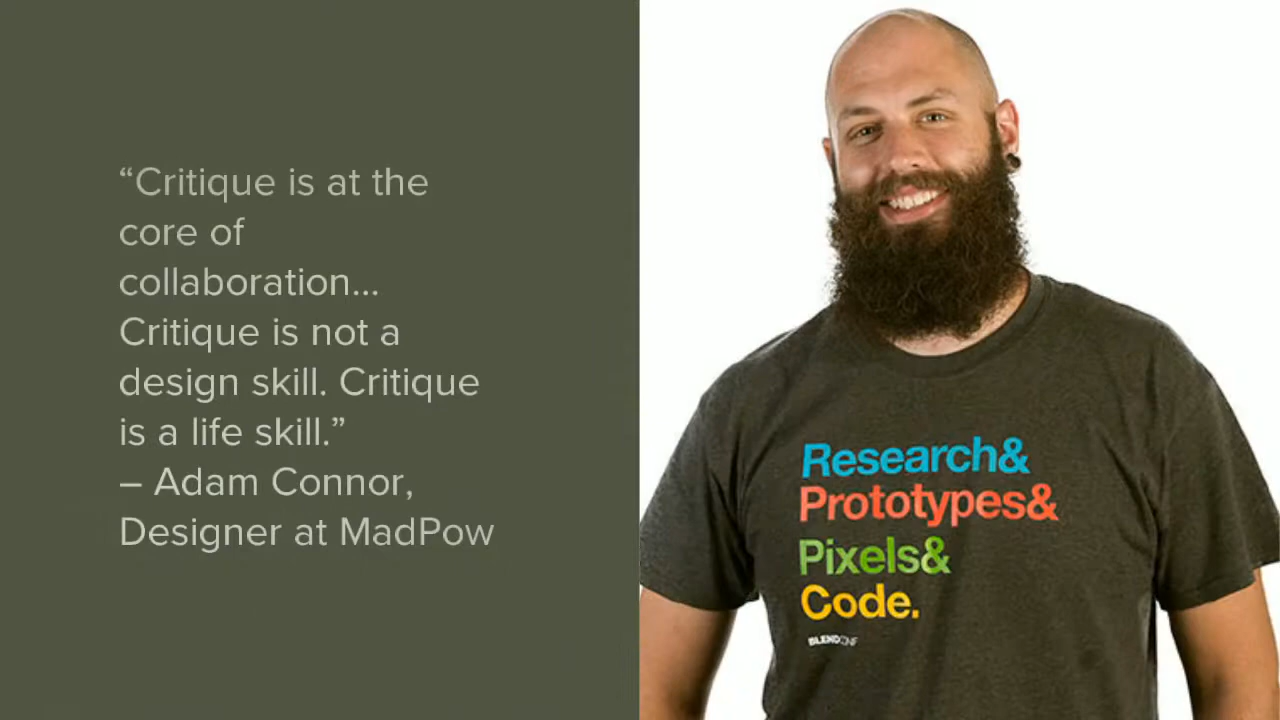 “Critique is at the
core of
collaboration...
Critique is not a
design skill. Critique
is a life skill.”
– Adam Connor,
Designer at MadPow
Research&
Prototypes&
Pixels&
Code.
BLENDCNF